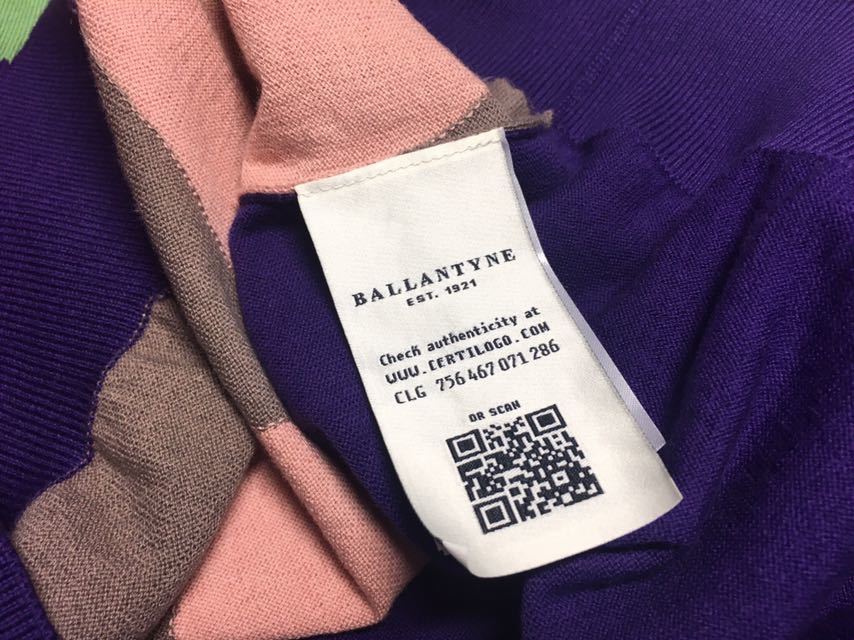 BALLANTYNE
EST. 1921
Check authenticity at
WWW.CERTILOGO.COM
CLG 756 467 071 286
OR SCAN